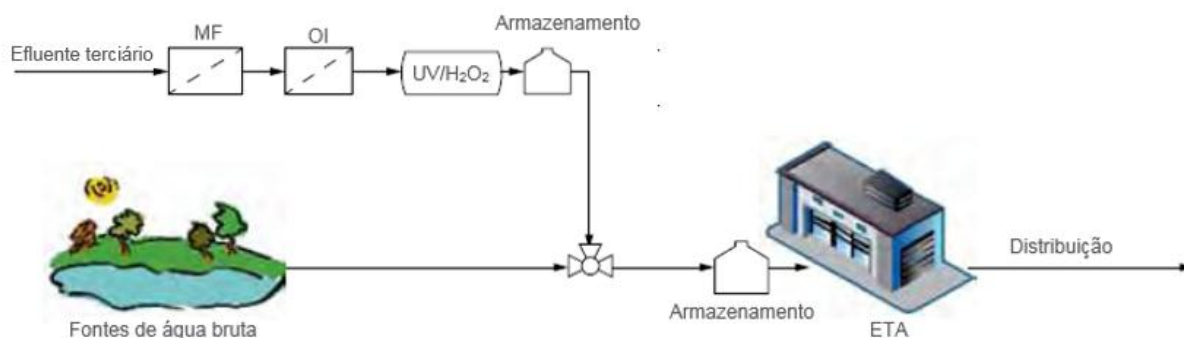 Armazenamento
MF
OI
Efluente terciário
UV/H₂O₂
Distribuição
Armazenamento
Fontes de água bruta
ETA